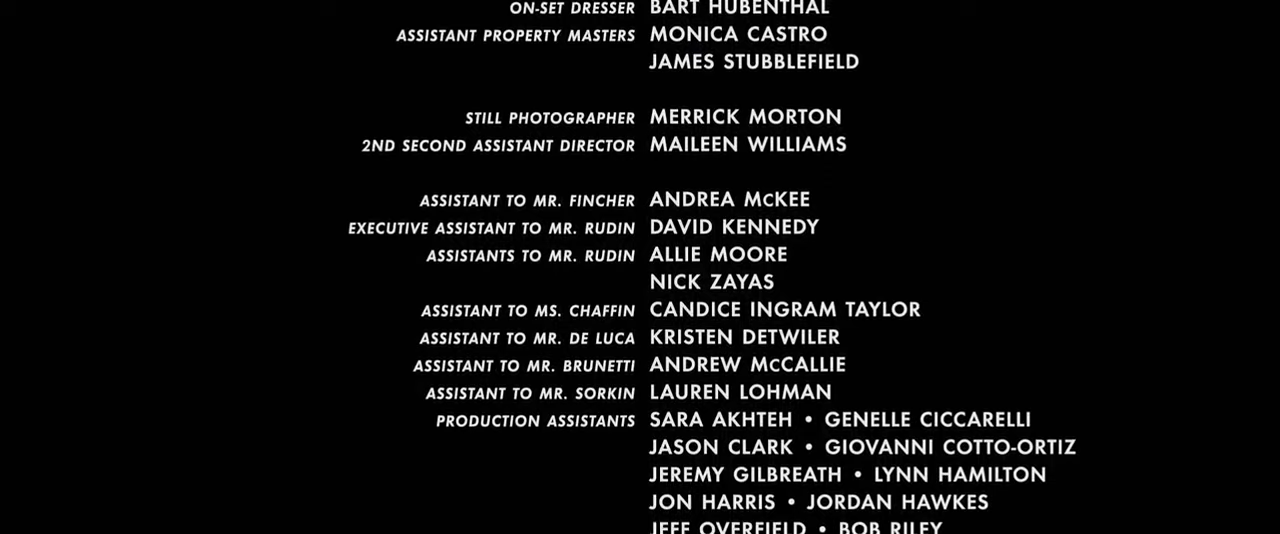 ON-SET DRESSER BART HUBENTHAL
ASSISTANT PROPERTY MASTERS MONICA CASTRO
JAMES STUBBLEFIELD
STILL PHOTOGRAPHER MERRICK MORTON
2ND SECOND ASSISTANT DIRECTOR MAILEEN WILLIAMS
ASSISTANT TO MR. FINCHER ANDREA McKEE
EXECUTIVE ASSISTANT TO MR. RUDIN DAVID KENNEDY
ASSISTANTS TO MR. RUDIN ALLIE MOORE
NICK ZAYAS
ASSISTANT TO MS. CHAFFIN CANDICE INGRAM TAYLOR
ASSISTANT TO MR. DE LUCA KRISTEN DETWILER
ASSISTANT TO MR. BRUNETTI ANDREW McCALLIE
ASSISTANT TO MR. SORKIN LAUREN LOHMAN
PRODUCTION ASSISTANTS SARA AKHTEH • GENELLE CICCARELLI
JASON CLARK • GIOVANNI COTTO-ORTIZ
JEREMY GILBREATH • LYNN HAMILTON
JON HARRIS • JORDAN HAWKES
JEFF OVERFIELD • BOB RILEY